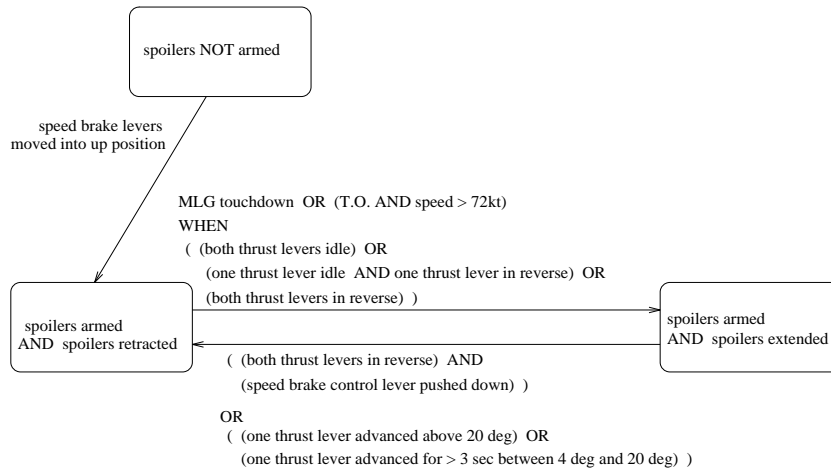 spoilers NOT armed
speed brake levers
moved into up position
MLG touchdown OR (T.O. AND speed > 72kt)
WHEN
( (both thrust levers idle) OR
(one thrust lever idle AND one thrust lever in reverse) OR
(both thrust levers in reverse) )
spoilers armed
AND spoilers retracted
spoilers armed
AND spoilers extended
( (both thrust levers in reverse) AND
(speed brake control lever pushed down) )
OR
( (one thrust lever advanced above 20 deg) OR
(one thrust lever advanced for > 3 sec between 4 deg and 20 deg) )